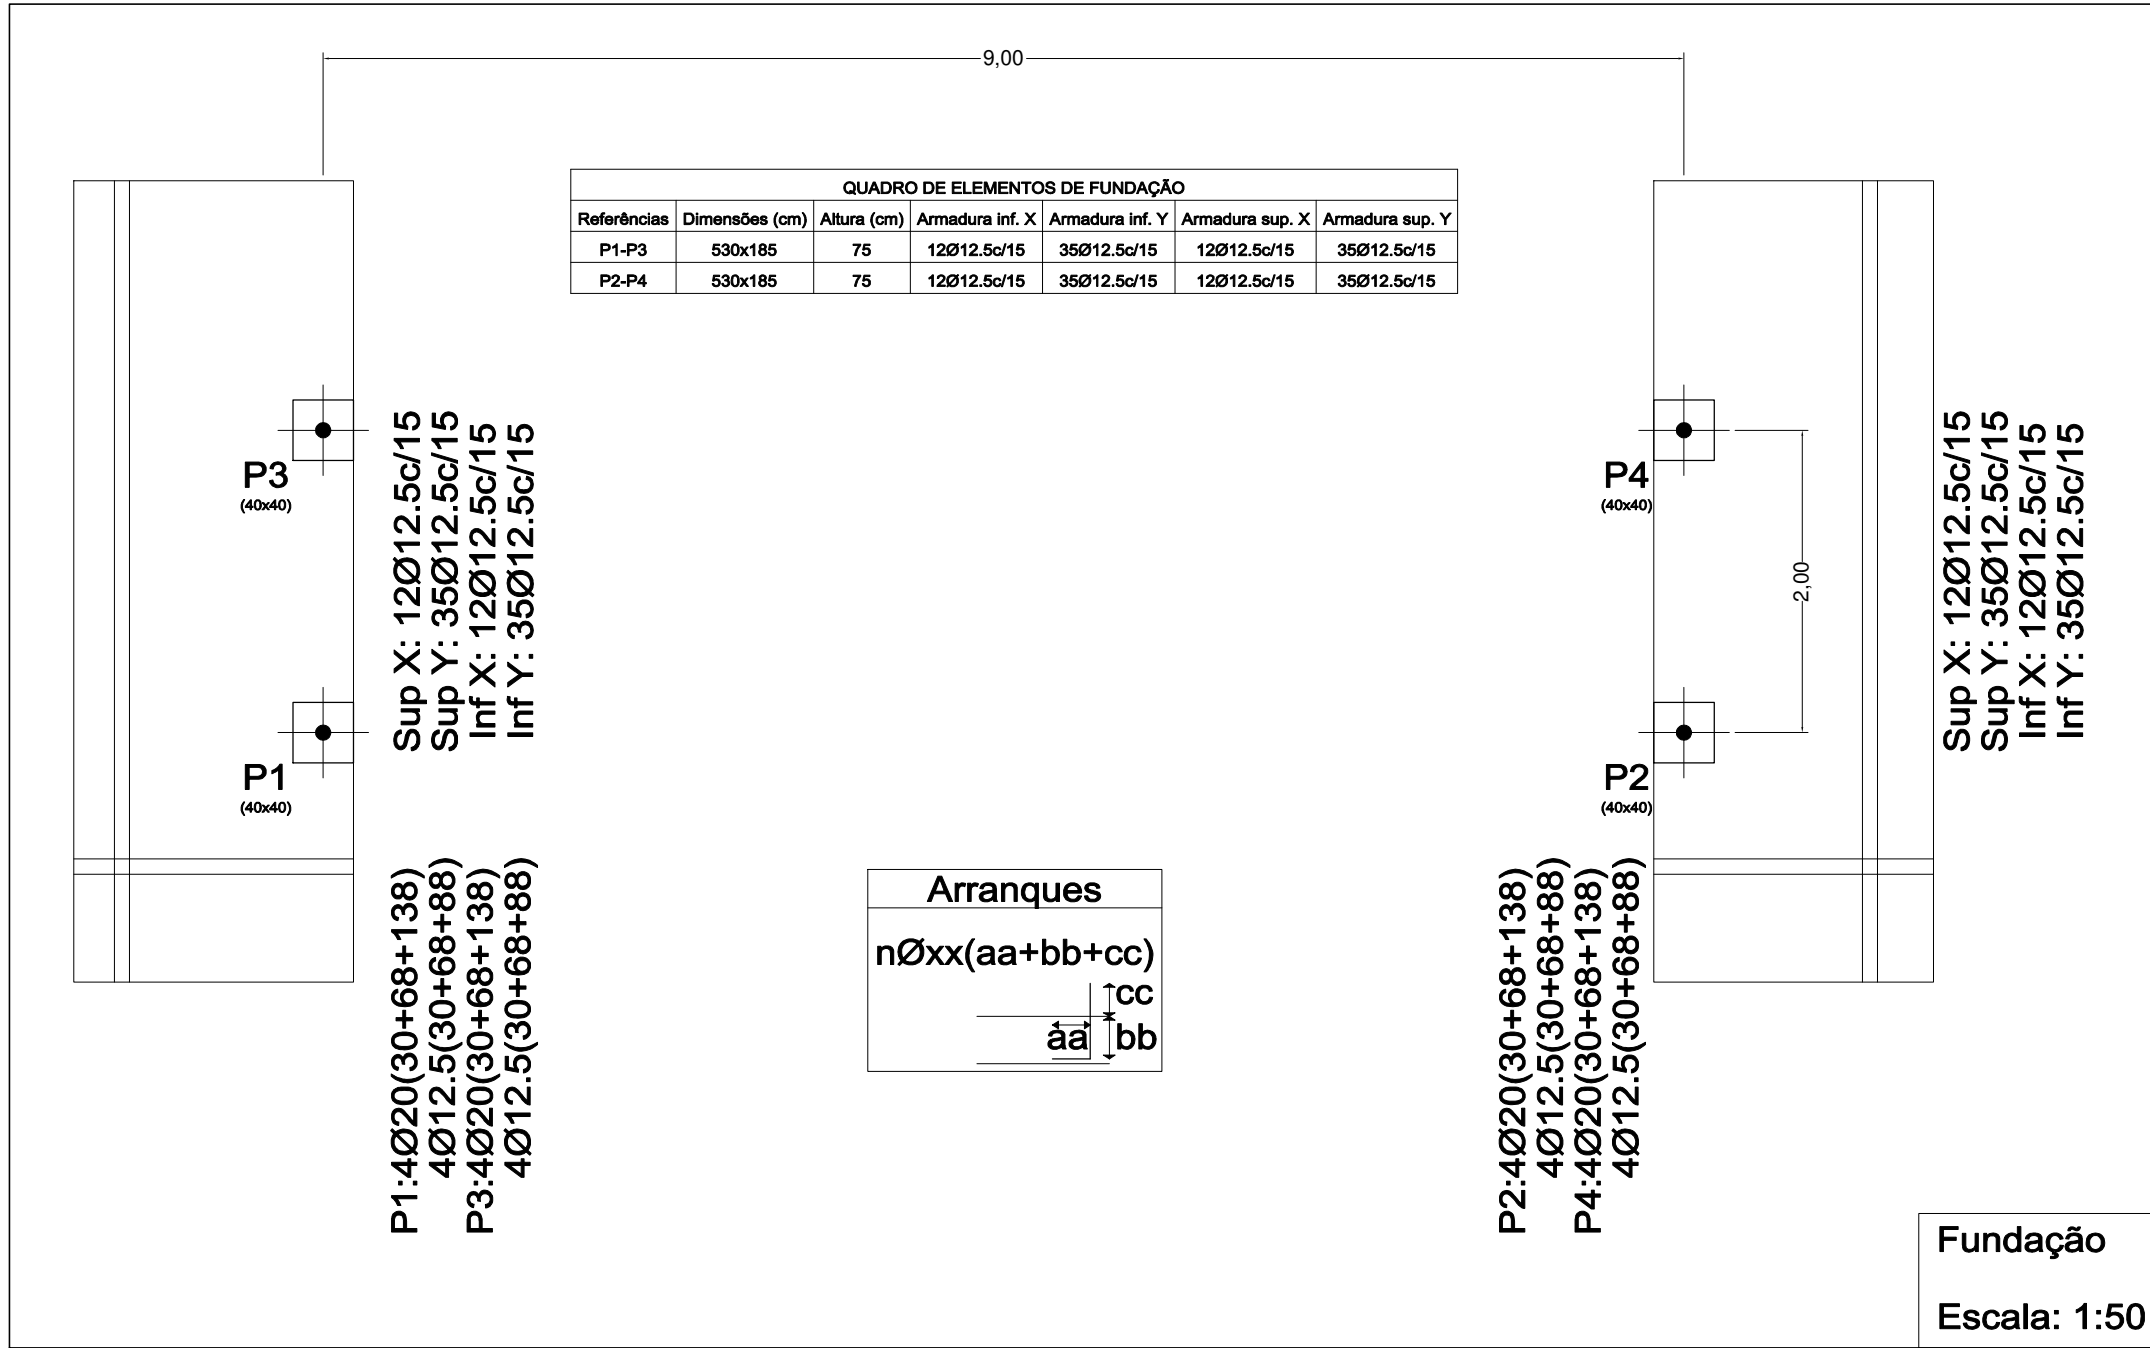 9,00
QUADRO DE ELEMENTOS DE FUNDAÇÃO
Referências Dimensões (cm) Altura (cm) Armadura inf. X Armadura inf. Y Armadura sup. X Armadura sup. Y
P1-P3 530x185 75 12Ø12.5c/15 35Ø12.5c/15 12Ø12.5c/15 35Ø12.5c/15
P2-P4 530x185 75 12Ø12.5c/15 35Ø12.5c/15 12Ø12.5c/15 35Ø12.5c/15
P3
(40x40)
P1
(40x40)
Sup X: 12Ø12.5c/15
Sup Y: 35Ø12.5c/15
Inf X: 12Ø12.5c/15
Inf Y: 35Ø12.5c/15
P4
(40x40)
2,00
P2
(40x40)
Sup X: 12Ø12.5c/15
Sup Y: 35Ø12.5c/15
Inf X: 12Ø12.5c/15
Inf Y: 35Ø12.5c/15
P1:4Ø20(30+68+138)
4Ø12.5(30+68+88)
P3:4Ø20(30+68+138)
4Ø12.5(30+68+88)
Arranques
nØxx(aa+bb+cc)
cc
aa bb
P2:4Ø20(30+68+138)
4Ø12.5(30+68+88)
P4:4Ø20(30+68+138)
4Ø12.5(30+68+88)
Fundação
Escala: 1:50